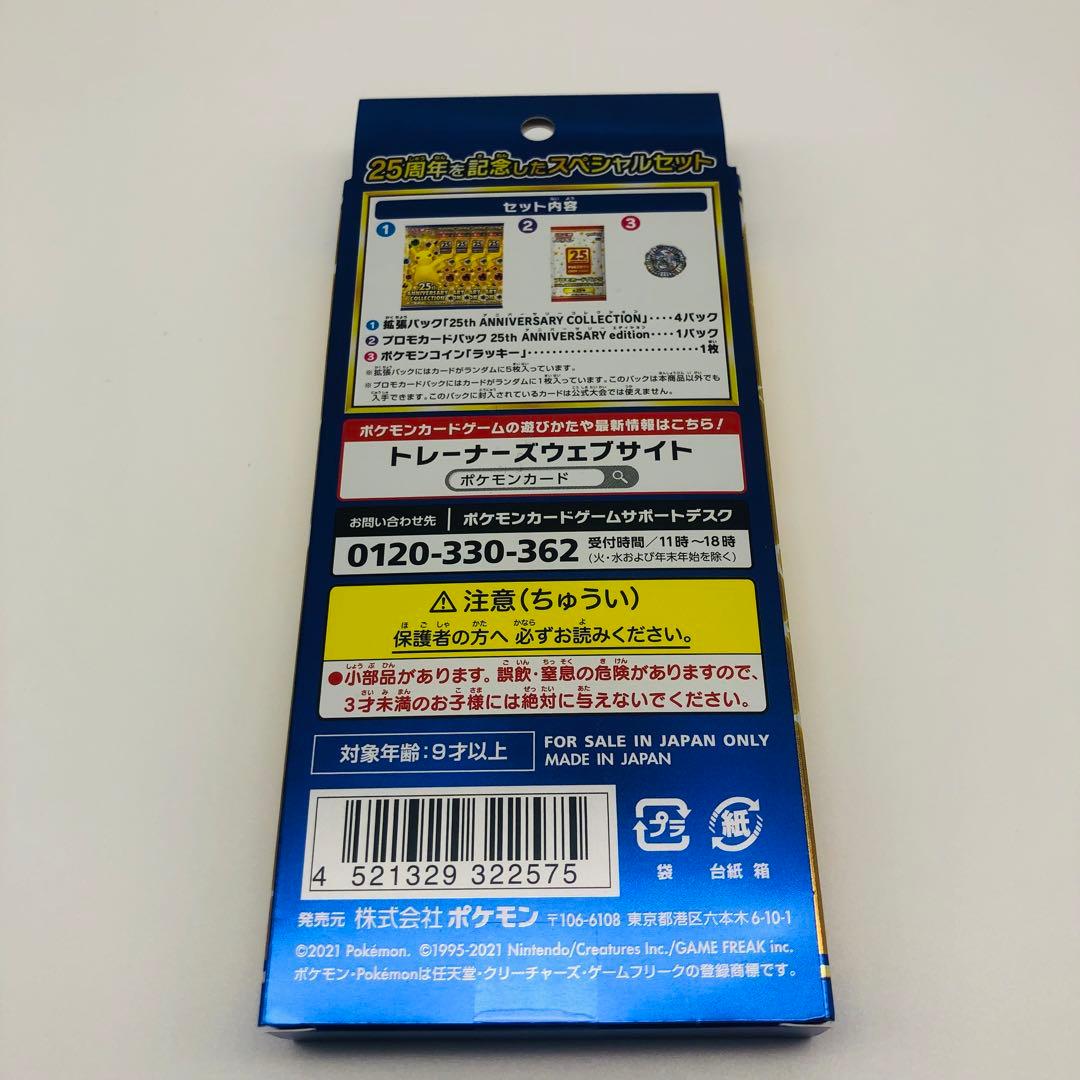 25周年を記念したスペシャルセット
セット内容
1 2 3
25th
ANNIVERSARY
COLLECTION
25
1 拡張パック「25th ANNIVERSARY COLLECTION」････4パック
2 プロモカードパック 25th ANNIVERSARY edition････1パック
3 ポケモンコイン「ラッキー」･･････････････････････････1枚
※拡張パックにはカードがランダムに5枚入っています。
※プロモカードパックにはカードがランダムに1枚入っています。このパックは本商品以外でも
入手できます。このパックに封入されているカードは公式大会では使えません。
ポケモンカードゲームの遊びかたや最新情報はこちら!
トレーナーズウェブサイト
ポケモンカード
お問い合わせ先 ポケモンカードゲームサポートデスク
0120-330-362 受付時間/11時～18時
(火・水および年末年始を除く)
⚠注意(ちゅうい)
保護者の方へ 必ずお読みください。
●小部品があります。誤飲・窒息の危険がありますので、
3才未満のお子様には絶対に与えないでください。
対象年齢:9才以上
FOR SALE IN JAPAN ONLY
MADE IN JAPAN
4 521329 322575
プラ 紙
袋 台紙 箱
発売元 株式会社 ポケモン 〒106-6108 東京都港区六本木6-10-1
©2021 Pokémon. ©1995-2021 Nintendo/Creatures Inc./GAME FREAK inc.
ポケモン・Pokémonは任天堂・クリーチャーズ・ゲームフリークの登録商標です。